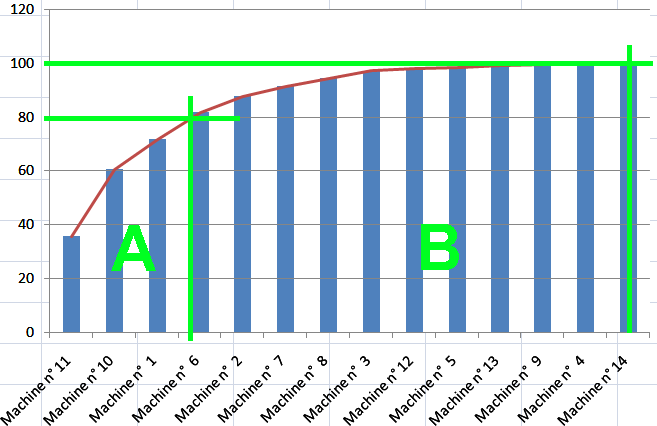 120
100
80
60
40
20
0
A
B
Machine n° 11
Machine n° 10
Machine n° 1
Machine n° 6
Machine n° 2
Machine n° 7
Machine n° 8
Machine n° 3
Machine n° 12
Machine n° 5
Machine n° 13
Machine n° 9
Machine n° 4
Machine n° 14